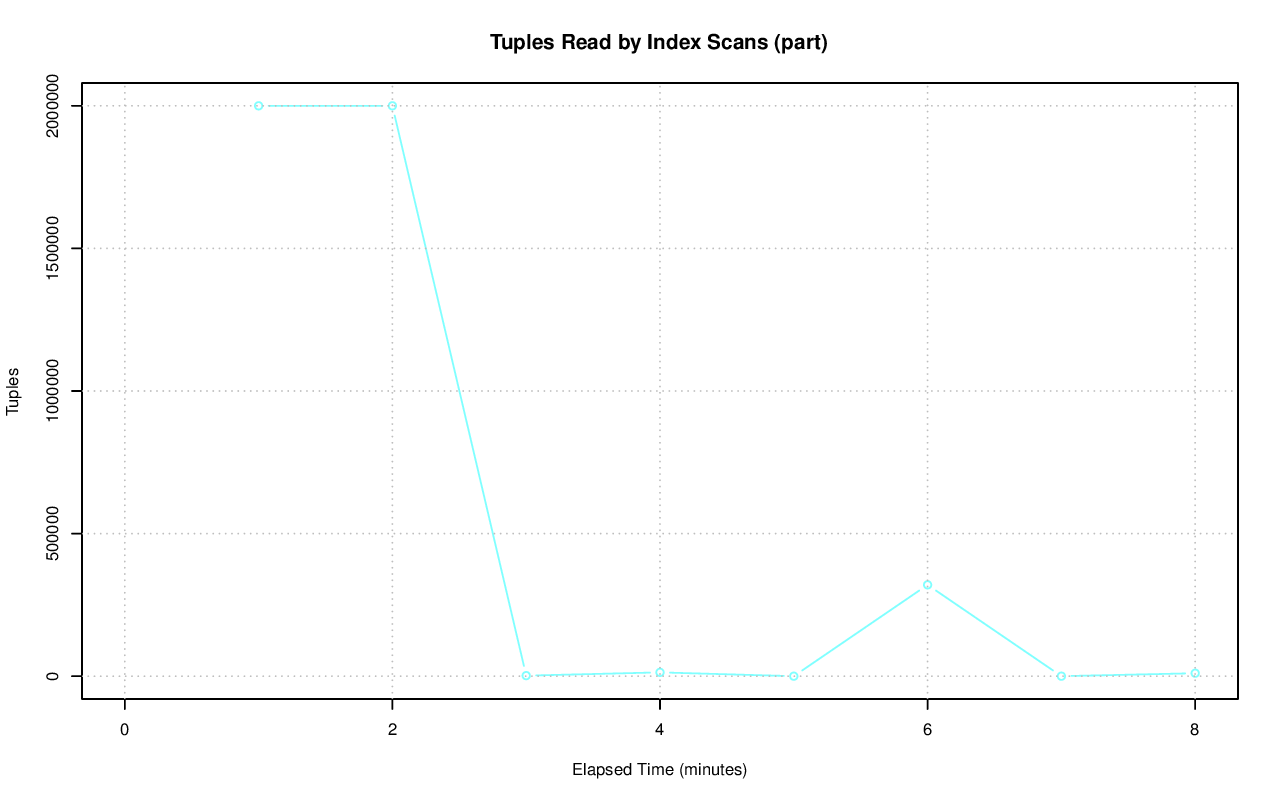 Tuples Read by Index Scans (part)
Tuples
2000000
1500000
1000000
500000
0
0 2 4 6 8
Elapsed Time (minutes)